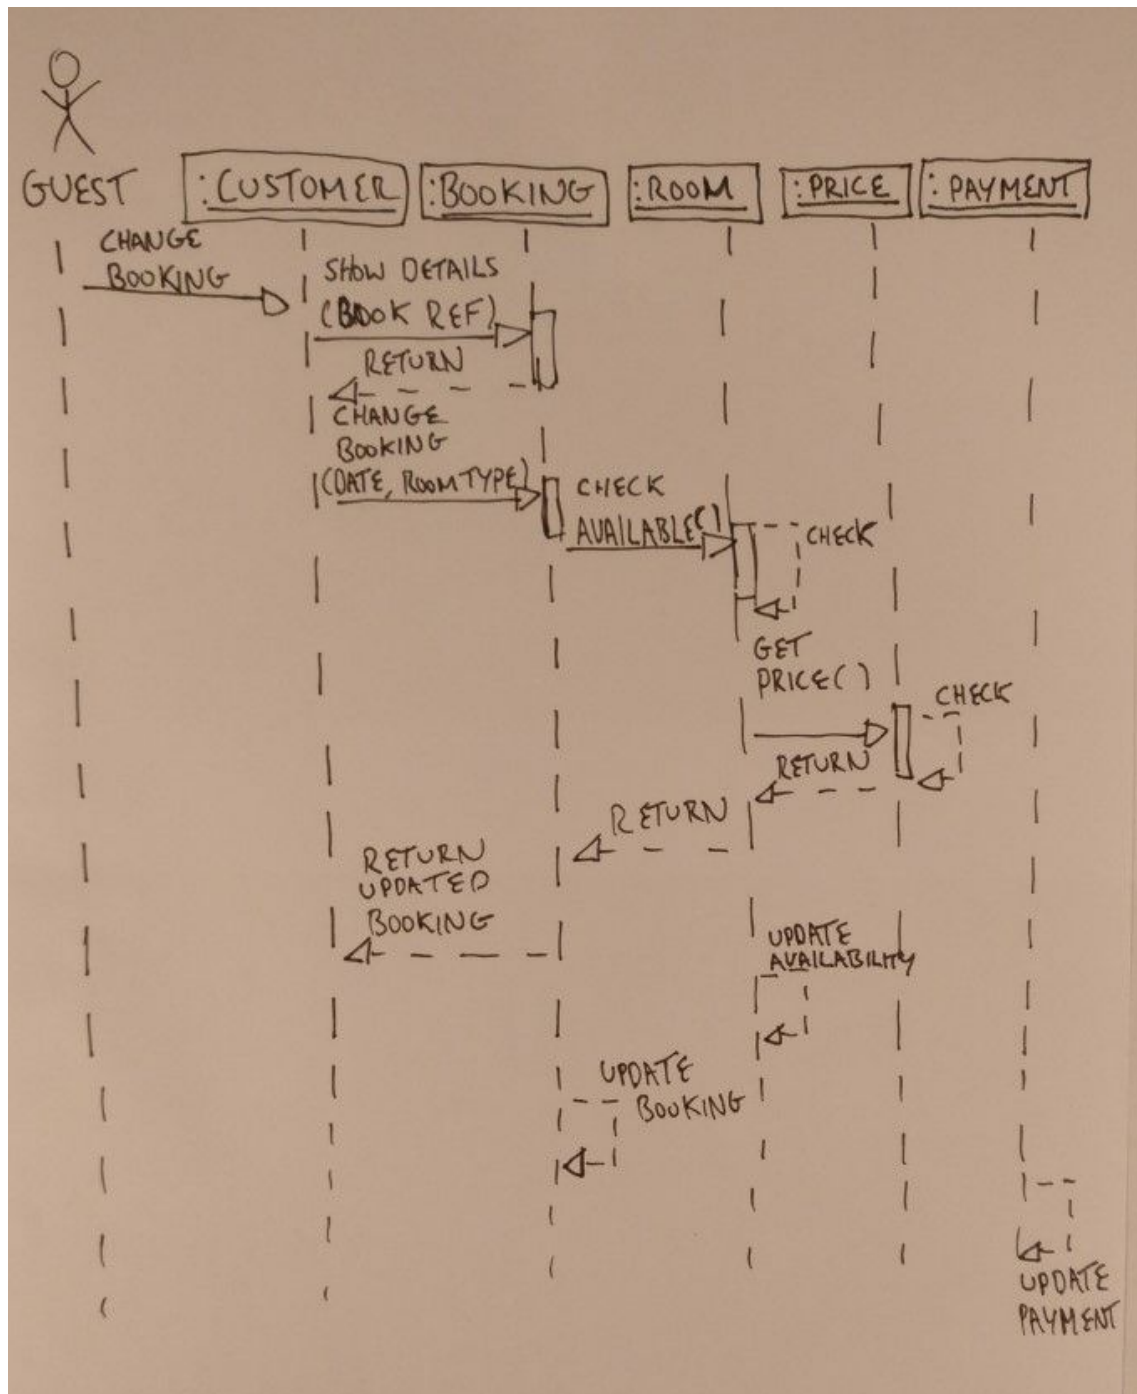 GUEST
:CUSTOMER
:BOOKING
:ROOM
:PRICE
:PAYMENT
CHANGE
BOOKING
SHOW DETAILS
(BOOK REF)
RETURN
CHANGE
BOOKING
(DATE, ROOMTYPE)
CHECK
AVAILABLE()
CHECK
GET
PRICE()
CHECK
RETURN
RETURN
RETURN
UPDATED
BOOKING
UPDATE
AVAILABILITY
UPDATE
BOOKING
UPDATE
PAYMENT